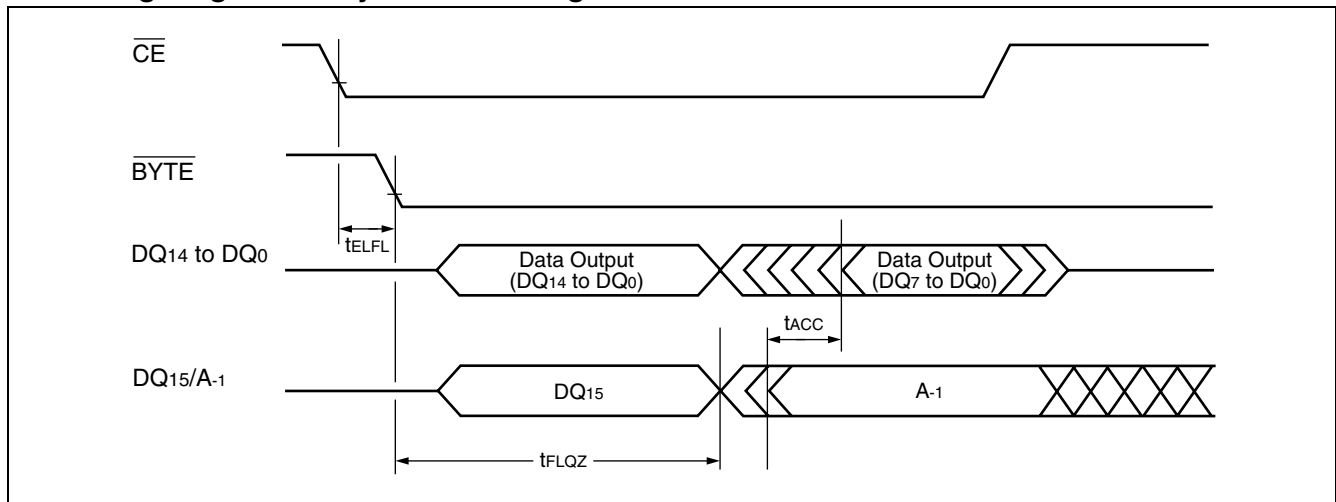 CE
BYTE
tELFL
DQ14 to DQ0
Data Output
(DQ14 to DQ0)
Data Output
(DQ7 to DQ0)
tACC
DQ15/A-1
DQ15
A-1
tFLQZ